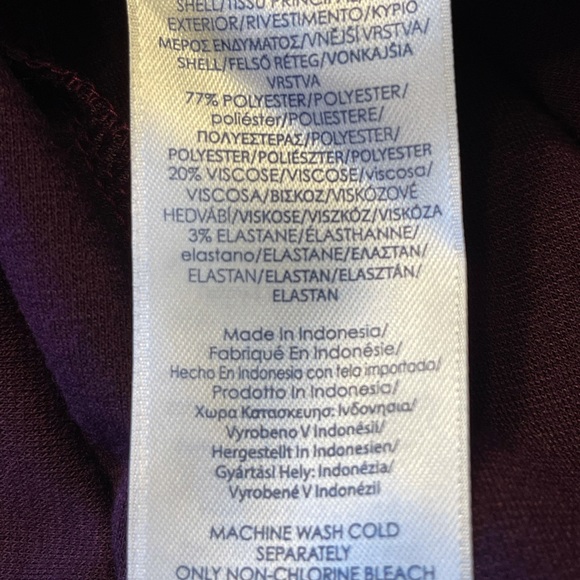 SHELL/TISSU PRINCIPAL
EXTERIOR/RIVESTIMENTO/ΚΥΡΙΟ
ΜΕΡΟΣ ΕΝΔΥΜΑΤΟΣ/VNĚJŠÍ VRSTVA/
SHELL/FELSŐ RÉTEG/VONKAJŠIA
VRSTVA
77% POLYESTER/POLYESTER/
poliéster/POLIESTERE/
ΠΟΛΥΕΣΤΕΡΑΣ/POLYESTER/
POLYESTER/POLIÉSZTER/POLYESTER
20% VISCOSE/VISCOSE/viscosa/
VISCOSA/ΒΙΣΚΟΖ/VISKÓZOVÉ
HEDVÁBÍ/VISKOSE/VISZKÓZ/VISKÓZA
3% ELASTANE/ÉLASTHANNE/
elastano/ELASTANE/ΕΛΑΣΤΑΝ/
ELASTAN/ELASTAN/ELASZTÁN/
ELASTAN
Made In Indonesia/
Fabriqué En Indonésie/
Hecho En Indonesia con tela importada/
Prodotto In Indonesia/
Χωρα Κατασκευησ: Ινδονησια/
Vyrobeno V Indonésii/
Hergestellt In Indonesien/
Gyártási Hely: Indonézia/
Vyrobené V Indonézii
MACHINE WASH COLD
SEPARATELY
ONLY NON-CHLORINE BLEACH